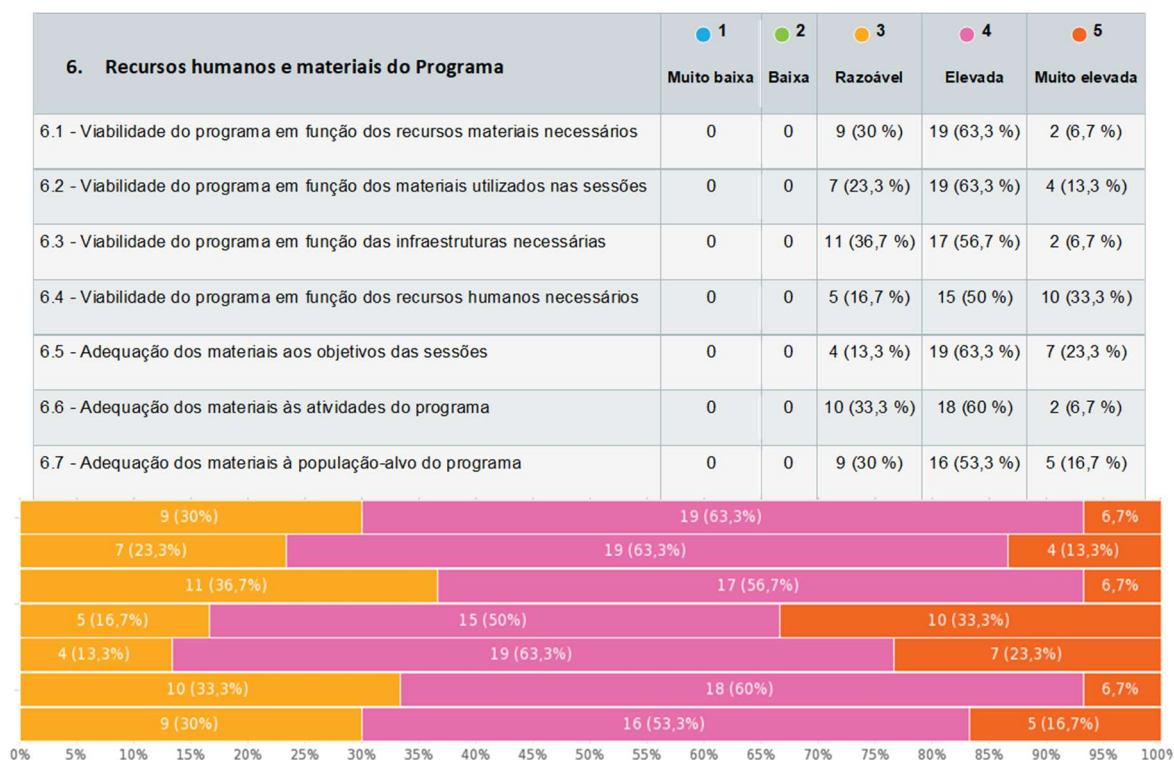 1 2 3 4 5
6. Recursos humanos e materiais do Programa
Muito baixa Baixa Razoável Elevada Muito elevada
6.1 - Viabilidade do programa em função dos recursos materiais necessários 0 0 9 (30 %) 19 (63,3 %) 2 (6,7 %)
6.2 - Viabilidade do programa em função dos materiais utilizados nas sessões 0 0 7 (23,3 %) 19 (63,3 %) 4 (13,3 %)
6.3 - Viabilidade do programa em função das infraestruturas necessárias 0 0 11 (36,7 %) 17 (56,7 %) 2 (6,7 %)
6.4 - Viabilidade do programa em função dos recursos humanos necessários 0 0 5 (16,7 %) 15 (50 %) 10 (33,3 %)
6.5 - Adequação dos materiais aos objetivos das sessões 0 0 4 (13,3 %) 19 (63,3 %) 7 (23,3 %)
6.6 - Adequação dos materiais às atividades do programa 0 0 10 (33,3 %) 18 (60 %) 2 (6,7 %)
6.7 - Adequação dos materiais à população-alvo do programa 0 0 9 (30 %) 16 (53,3 %) 5 (16,7 %)
9 (30%) 19 (63,3%) 6,7%
7 (23,3%) 19 (63,3%) 4 (13,3%)
11 (36,7%) 17 (56,7%) 6,7%
5 (16,7%) 15 (50%) 10 (33,3%)
4 (13,3%) 19 (63,3%) 7 (23,3%)
10 (33,3%) 18 (60%) 6,7%
9 (30%) 16 (53,3%) 5 (16,7%)
0% 5% 10% 15% 20% 25% 30% 35% 40% 45% 50% 55% 60% 65% 70% 75% 80% 85% 90% 95% 100%